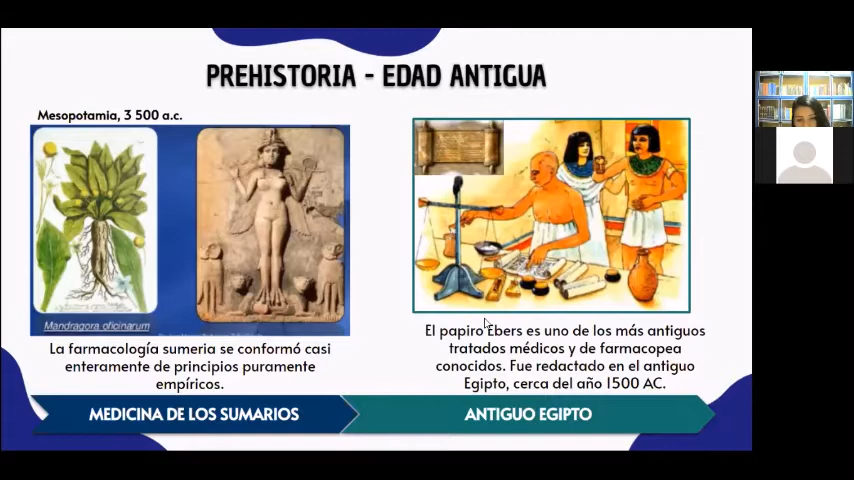 PREHISTORIA - EDAD ANTIGUA
Mesopotamia, 3 500 a.c.
Mandragora oficinarum
La farmacología sumeria se conformó casi
enteramente de principios puramente
empíricos.
El papiro Ebers es uno de los más antiguos
tratados médicos y de farmacopea
conocidos. Fue redactado en el antiguo
Egipto, cerca del año 1500 AC.
MEDICINA DE LOS SUMARIOS
ANTIGUO EGIPTO